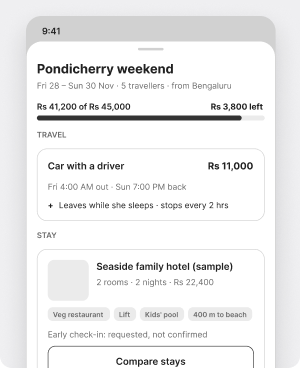 9:41
Pondicherry weekend
Fri 28 – Sun 30 Nov · 5 travellers · from Bengaluru
Rs 41,200 of Rs 45,000 Rs 3,800 left
TRAVEL
Car with a driver Rs 11,000
Fri 4:00 AM out · Sun 7:00 PM back
+ Leaves while she sleeps · stops every 2 hrs
STAY
Seaside family hotel (sample)
2 rooms · 2 nights · Rs 22,400
Veg restaurant Lift Kids' pool 400 m to beach
Early check-in: requested, not confirmed
Compare stays